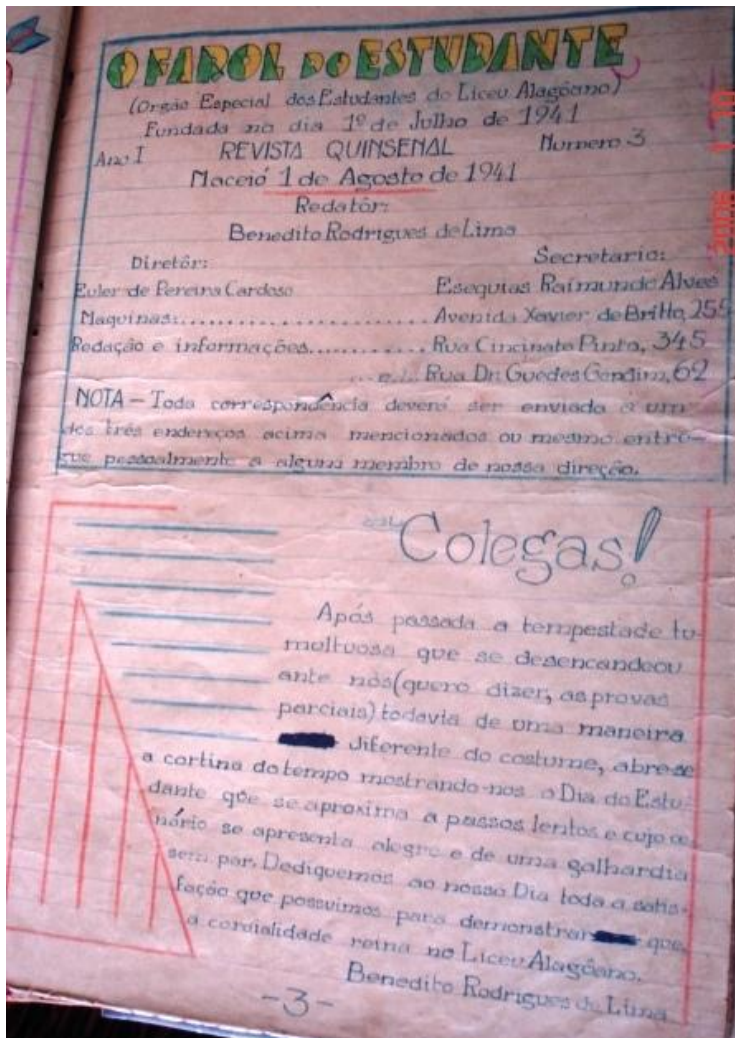 O FAROL DO ESTUDANTE
(Orgão Especial dos Estudantes do Liceu Alagôano)
Fundada no dia 1º de Julho de 1941
Ano I REVISTA QUINSENAL Numero 3
Maceió 1 de Agosto de 1941
Redatôr:
Benedito Rodrigues de Lima
Diretôr: Secretario:
Euler de Pereira Cardoso Esequias Raimundo Alves
Maquinas:........................ Avenida Xavier de Britto, 255
Redação e informações............ Rua Cincinato Pinto, 345
Rua Dr. Guedes Gondim, 62
NOTA – Toda correspondência deverá ser enviada a um
dos três endereços acima mencionados ou mesmo entre-
gue pessoalmente a algum membro de nossa direção.
Colegas!
Após passada a tempestade tu-
moltuosa que se desencandeou
ante nós (quero dizer, as provas
parciais) todavia de uma maneira
diferente do costume, abre-se
a cortina do tempo mostrando-nos o Dia do Estu-
dante que se aproxima a passos lentos e cujo ce-
nário se apresenta alegre e de uma galhardia
sem par. Dediquemos ao nosso Dia toda a satis-
fação que possuimos para demonstrar que
a cordialidade reina no Liceu Alagôano.
Benedito Rodrigues de Lima
-3-